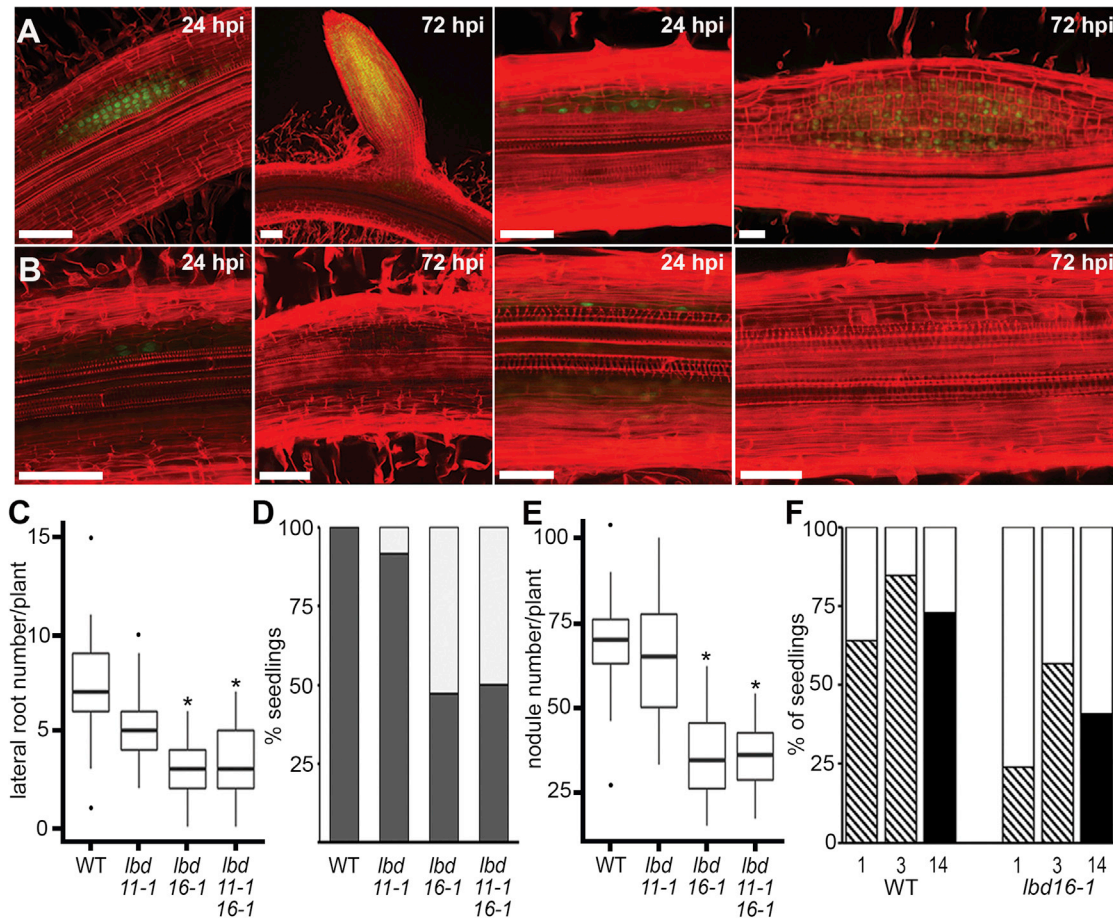 A 24 hpi 72 hpi 24 hpi 72 hpi
B 24 hpi 72 hpi 24 hpi 72 hpi
C
lateral root number/plant
15
10
5
0
WT lbd 11-1 lbd 16-1 lbd 11-1 16-1
* *
D
% seedlings
100
75
50
25
WT lbd 11-1 lbd 16-1 lbd 11-1 16-1
E
nodule number/plant
100
75
50
25
* *
WT lbd 11-1 lbd 16-1 lbd 11-1 16-1
F
% of seedlings
100
75
50
25
0
1 3 14 1 3 14
WT lbd16-1